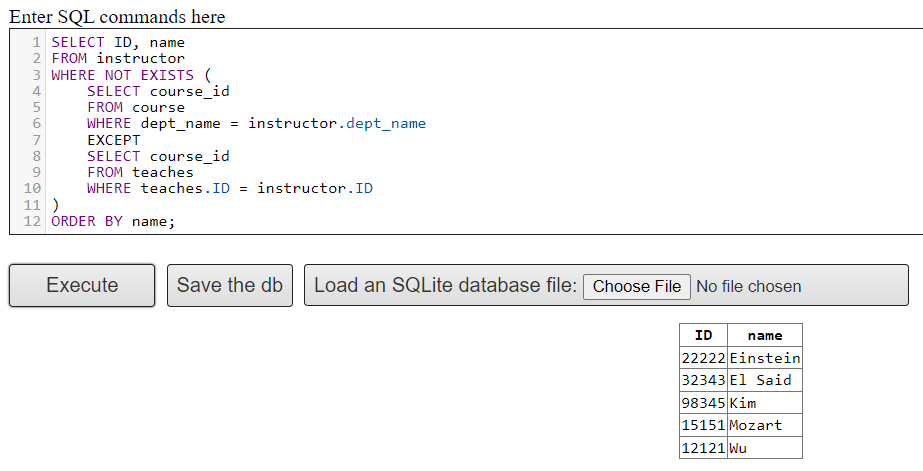 Enter SQL commands here
1 SELECT ID, name
2 FROM instructor
3 WHERE NOT EXISTS (
4 SELECT course_id
5 FROM course
6 WHERE dept_name = instructor.dept_name
7 EXCEPT
8 SELECT course_id
9 FROM teaches
10 WHERE teaches.ID = instructor.ID
11 )
12 ORDER BY name;
Execute Save the db Load an SQLite database file: Choose File No file chosen
ID name
22222 Einstein
32343 El Said
98345 Kim
15151 Mozart
12121 Wu